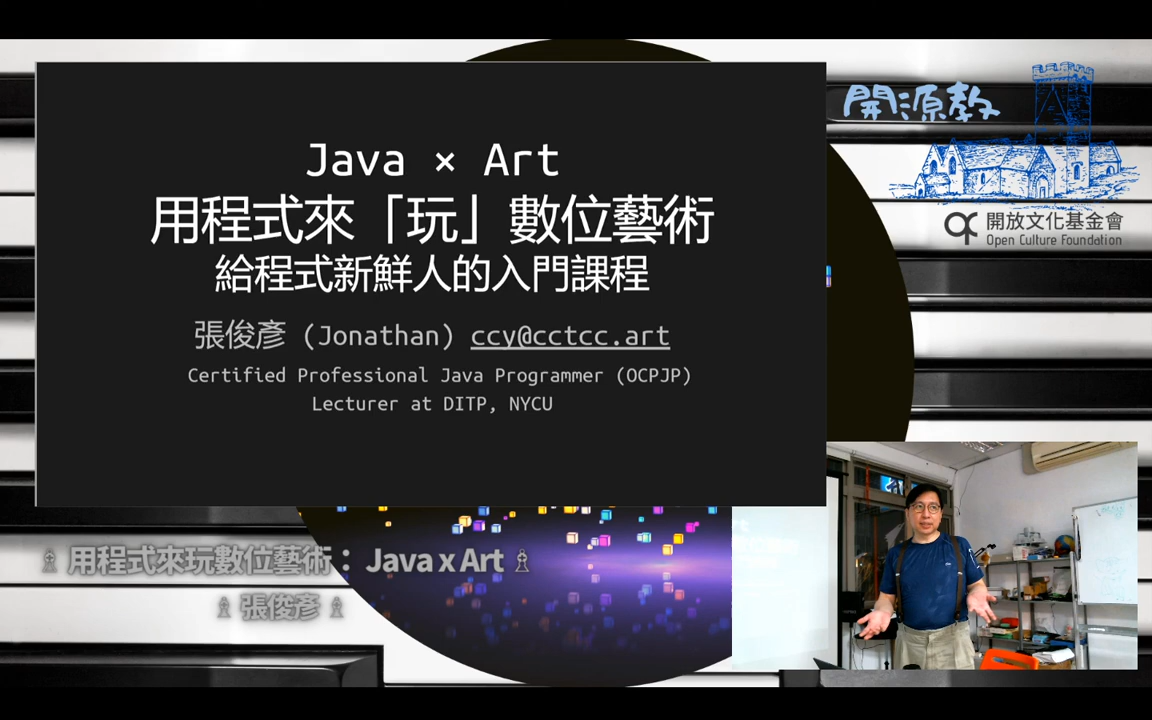 Java × Art
用程式來「玩」數位藝術
給程式新鮮人的入門課程
張俊彥 (Jonathan) ccy@cctcc.art
Certified Professional Java Programmer (OCPJP)
Lecturer at DITP, NYCU
開源教
開放文化基金會
Open Culture Foundation
♗ 用程式來玩數位藝術： Java x Art ♗
♗ 張俊彥 ♗